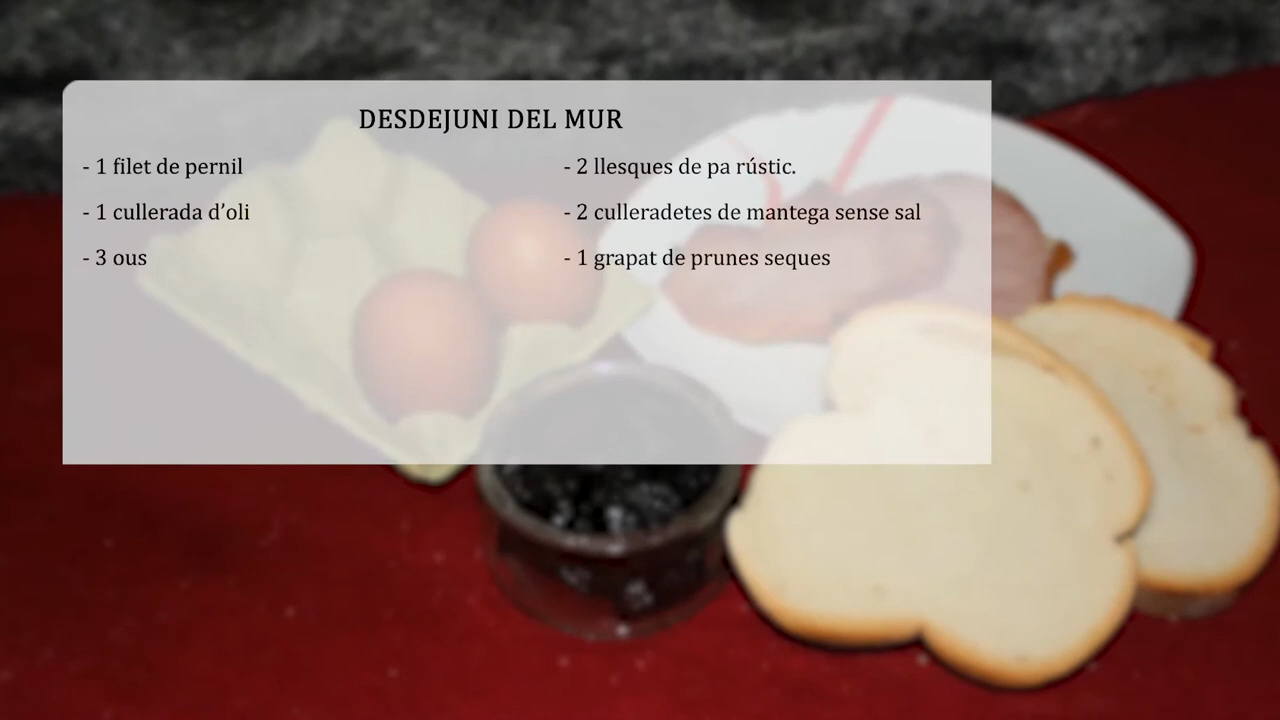 DESDEJUNI DEL MUR
- 1 filet de pernil
- 1 cullerada d’oli
- 3 ous
- 2 llesques de pa rústic.
- 2 culleradetes de mantega sense sal
- 1 grapat de prunes seques